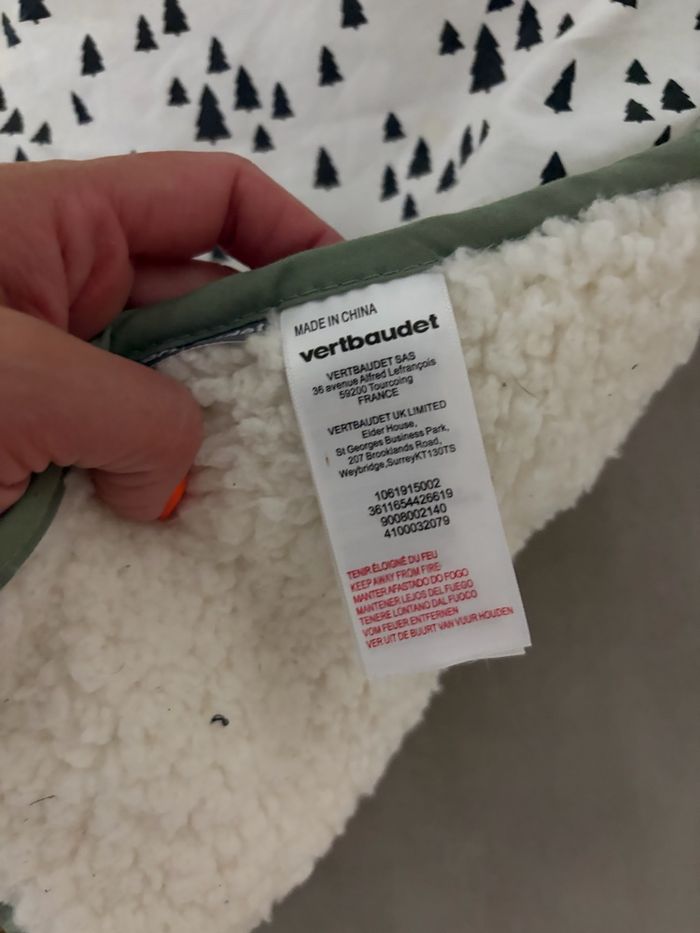 MADE IN CHINA
vertbaudet
VERTBAUDET SAS
36 avenue Alfred Lefrançois
59200 Tourcoing
FRANCE
VERTBAUDET UK LIMITED
Elder House,
St Georges Business Park,
207 Brooklands Road,
Weybridge,SurreyKT130TS
1061915002
3611654426619
9008002140
4100032079
TENIR ÉLOIGNÉ DU FEU
KEEP AWAY FROM FIRE
MANTER AFASTADO DO FOGO
MANTENER LEJOS DEL FUEGO
TENERE LONTANO DAL FUOCO
VOM FEUER ENTFERNEN
VER UIT DE BUURT VAN VUUR HOUDEN